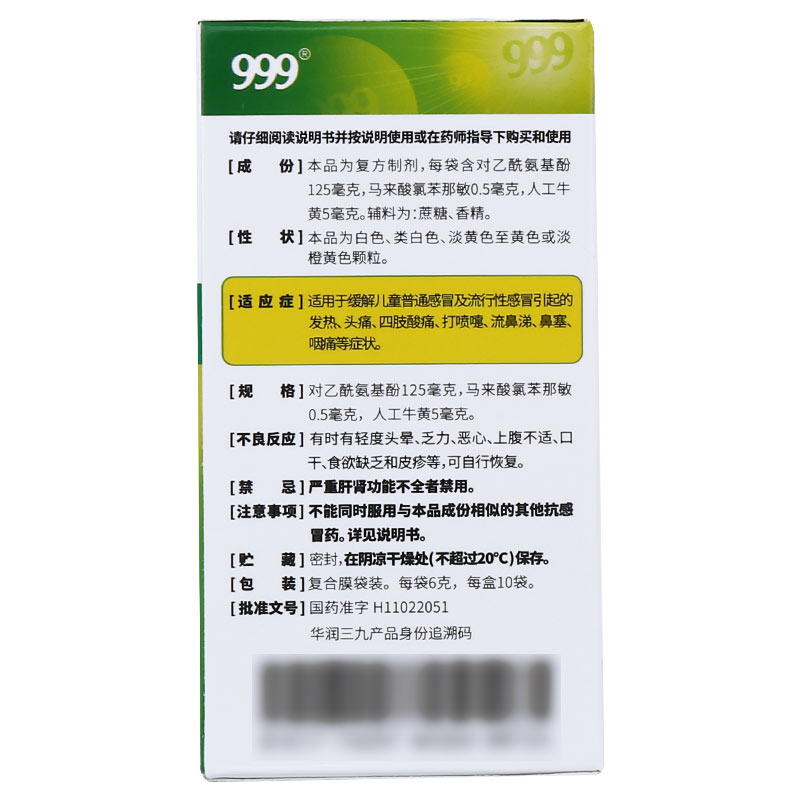 999®
999
请仔细阅读说明书并按说明使用或在药师指导下购买和使用
[成 份]本品为复方制剂，每袋含对乙酰氨基酚
125毫克，马来酸氯苯那敏0.5毫克，人工牛
黄5毫克。辅料为：蔗糖、香精。
[性 状]本品为白色、类白色、淡黄色至黄色或淡
橙黄色颗粒。
[适应症]适用于缓解儿童普通感冒及流行性感冒引起的
发热、头痛、四肢酸痛、打喷嚏、流鼻涕、鼻塞、
咽痛等症状。
[规 格]对乙酰氨基酚125毫克，马来酸氯苯那敏
0.5毫克，人工牛黄5毫克。
[不良反应]有时有轻度头晕、乏力、恶心、上腹不适、口
干、食欲缺乏和皮疹等，可自行恢复。
[禁 忌]严重肝肾功能不全者禁用。
[注意事项]不能同时服用与本品成份相似的其他抗感
冒药。详见说明书。
[贮 藏]密封，在阴凉干燥处(不超过20℃)保存。
[包 装]复合膜袋装。每袋6克，每盒10袋。
[批准文号]国药准字 H11022051
华润三九产品身份追溯码